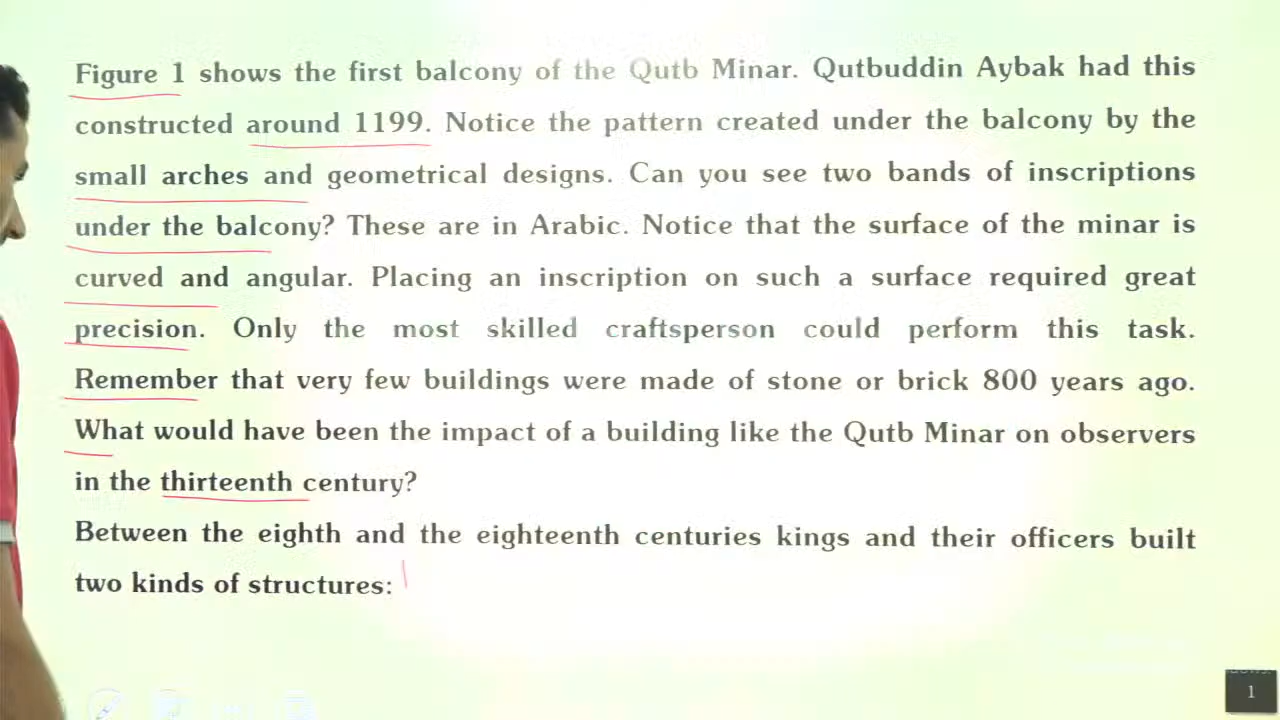 Figure 1 shows the first balcony of the Qutb Minar. Qutbuddin Aybak had this
constructed around 1199. Notice the pattern created under the balcony by the
small arches and geometrical designs. Can you see two bands of inscriptions
under the balcony? These are in Arabic. Notice that the surface of the minar is
curved and angular. Placing an inscription on such a surface required great
precision. Only the most skilled craftsperson could perform this task.
Remember that very few buildings were made of stone or brick 800 years ago.
What would have been the impact of a building like the Qutb Minar on observers
in the thirteenth century?
Between the eighth and the eighteenth centuries kings and their officers built
two kinds of structures:
1